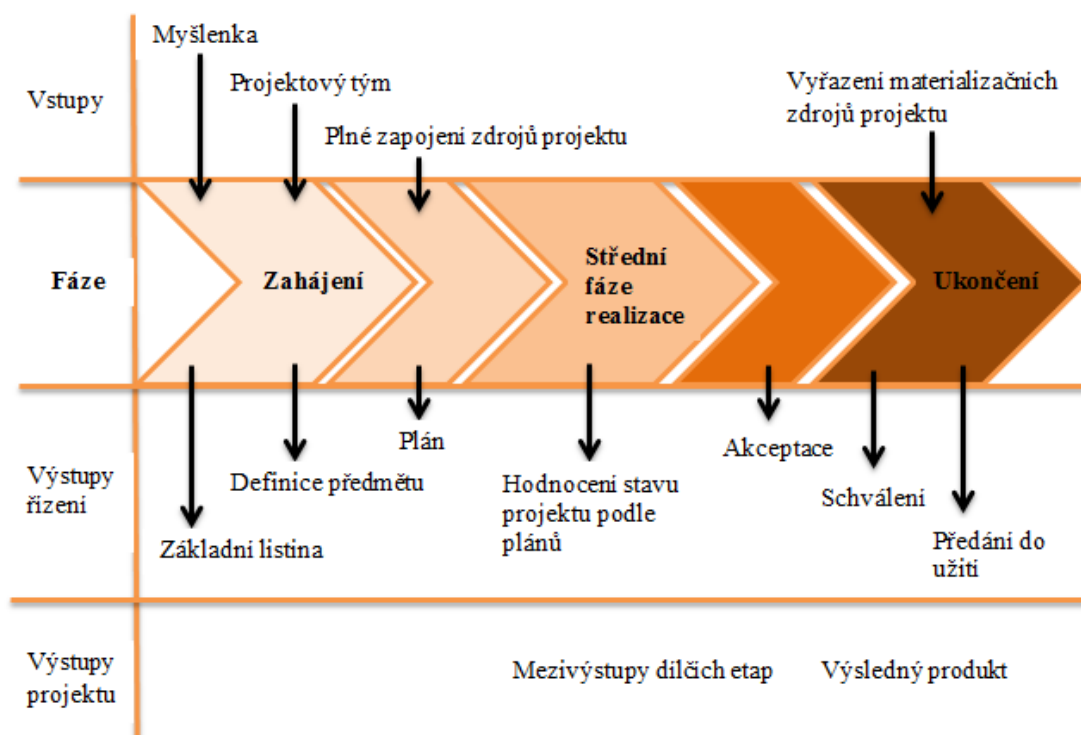 Myšlenka
Projektový tým
Vyřazení materializačních
zdrojů projektu
Vstupy
Plné zapojení zdrojů projektu
Fáze
Zahájení
Střední
fáze
realizace
Ukončení
Výstupy
řízení
Plán
Akceptace
Definice předmětu
Hodnocení stavu
projektu podle
plánů
Schválení
Základní listina
Předání do
užití
Výstupy
projektu
Mezivýstupy dílčích etap
Výsledný produkt